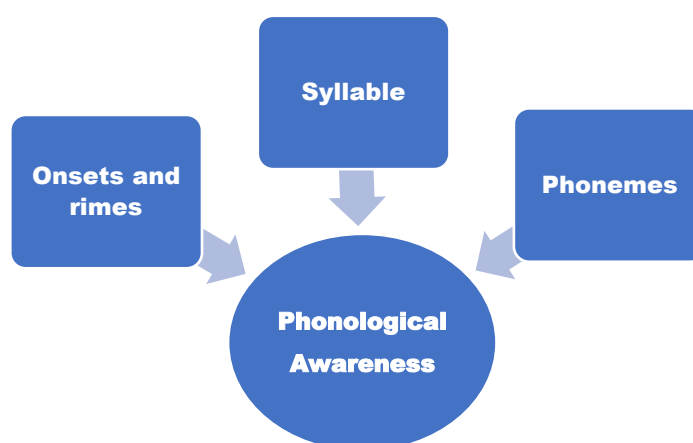 Syllable
Onsets and
rimes
Phonemes
Phonological
Awareness